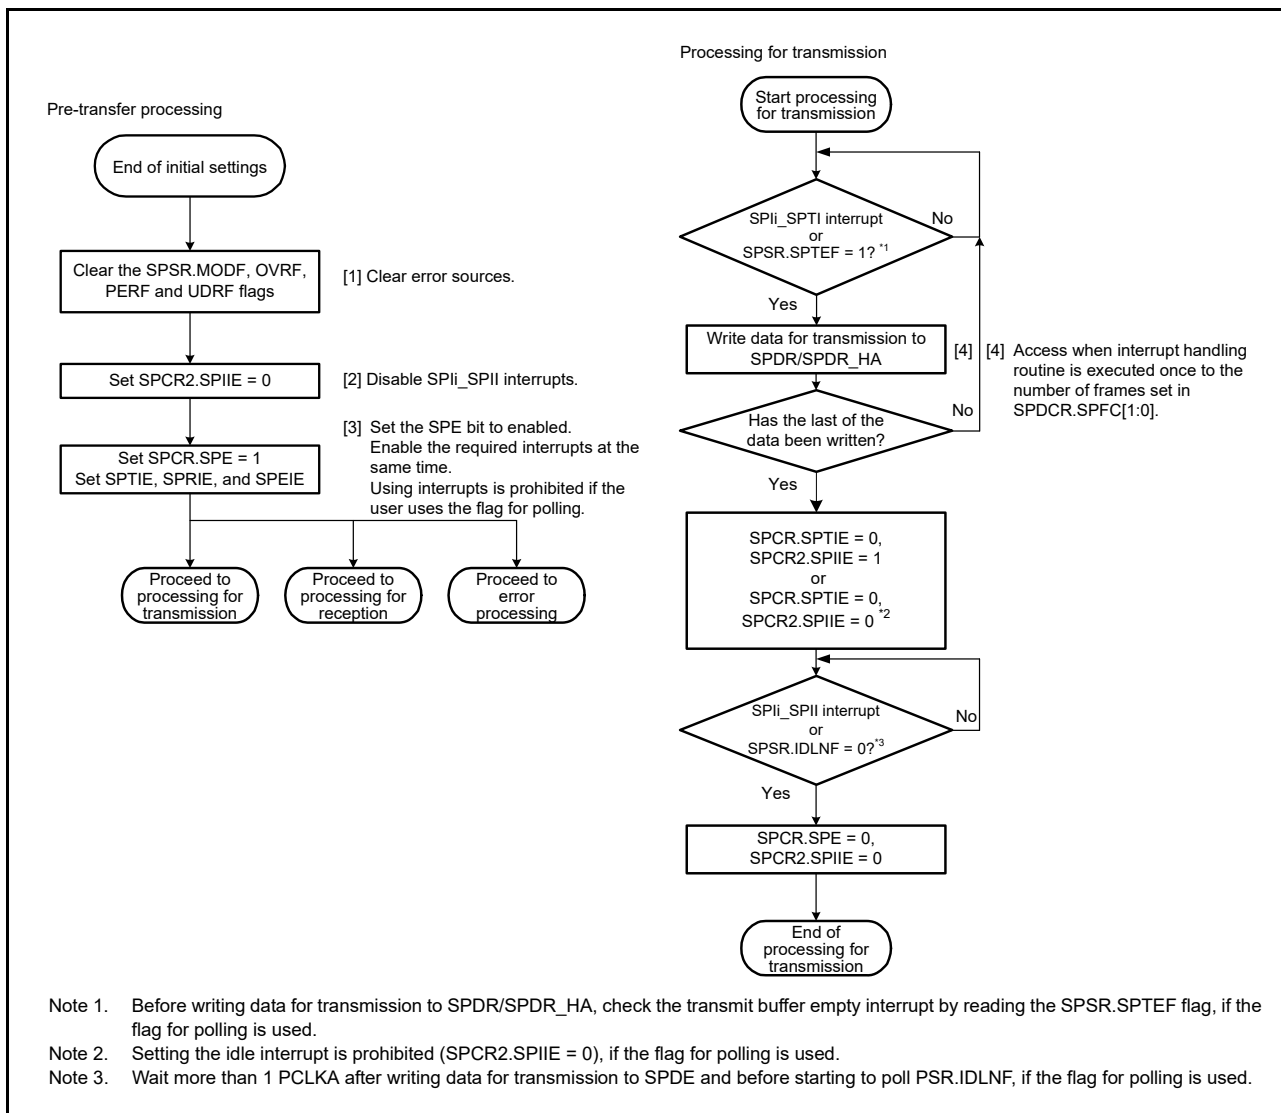 Pre-transfer processing
End of initial settings
Clear the SPSR.MODF, OVRF,
PERF and UDRF flags
[1] Clear error sources.
Set SPCR2.SPIIE = 0
[2] Disable SPIi_SPII interrupts.
Set SPCR.SPE = 1
Set SPTIE, SPRIE, and SPEIE
[3] Set the SPE bit to enabled.
Enable the required interrupts at the
same time.
Using interrupts is prohibited if the
user uses the flag for polling.
Proceed to
processing for
transmission
Proceed to
processing for
reception
Proceed to
error
processing
Processing for transmission
Start processing
for transmission
SPIi_SPTI interrupt
or
SPSR.SPTEF = 1? *1
No
Yes
Write data for transmission to
SPDR/SPDR_HA
[4]
[4] Access when interrupt handling
routine is executed once to the
number of frames set in
SPDCR.SPFC[1:0].
Has the last of the
data been written?
No
Yes
SPCR.SPTIE = 0,
SPCR2.SPIIE = 1
or
SPCR.SPTIE = 0,
SPCR2.SPIIE = 0 *2
SPIi_SPII interrupt
or
SPSR.IDLNF = 0?*3
No
Yes
SPCR.SPE = 0,
SPCR2.SPIIE = 0
End of
processing for
transmission
Note 1. Before writing data for transmission to SPDR/SPDR_HA, check the transmit buffer empty interrupt by reading the SPSR.SPTEF flag, if the
flag for polling is used.
Note 2. Setting the idle interrupt is prohibited (SPCR2.SPIIE = 0), if the flag for polling is used.
Note 3. Wait more than 1 PCLKA after writing data for transmission to SPDE and before starting to poll PSR.IDLNF, if the flag for polling is used.